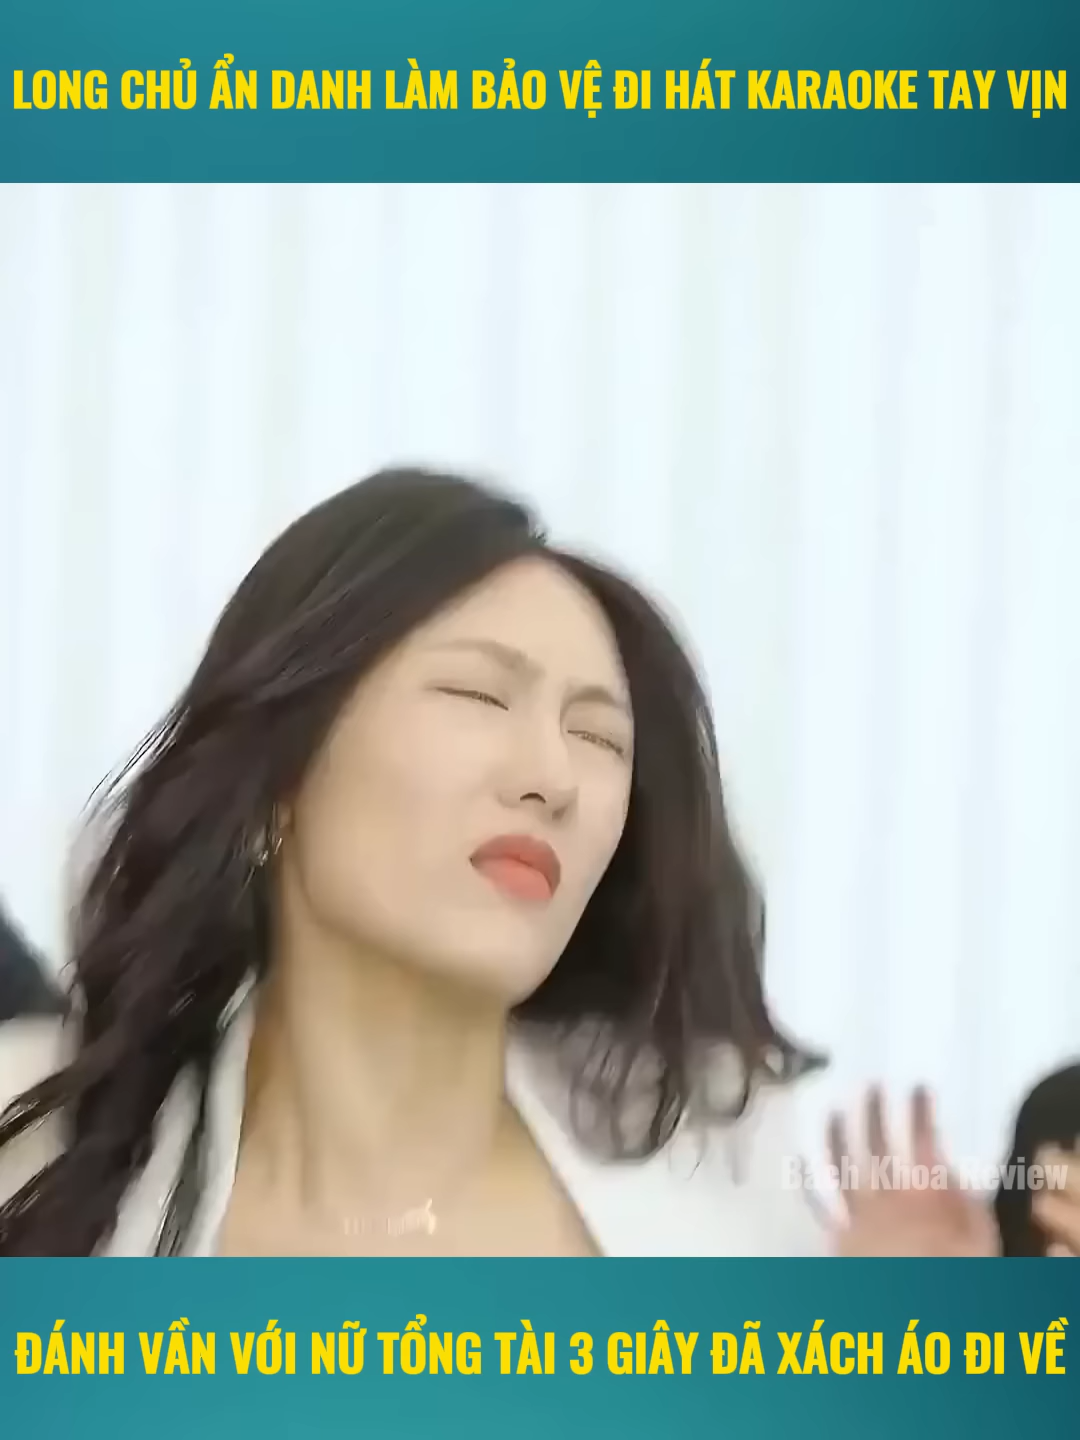 LONG CHỦ ẨN DANH LÀM BẢO VỆ ĐI HÁT KARAOKE TAY VỊN
Bach Khoa Review
ĐÁNH VẦN VỚI NỮ TỔNG TÀI 3 GIÂY ĐÃ XÁCH ÁO ĐI VỀ